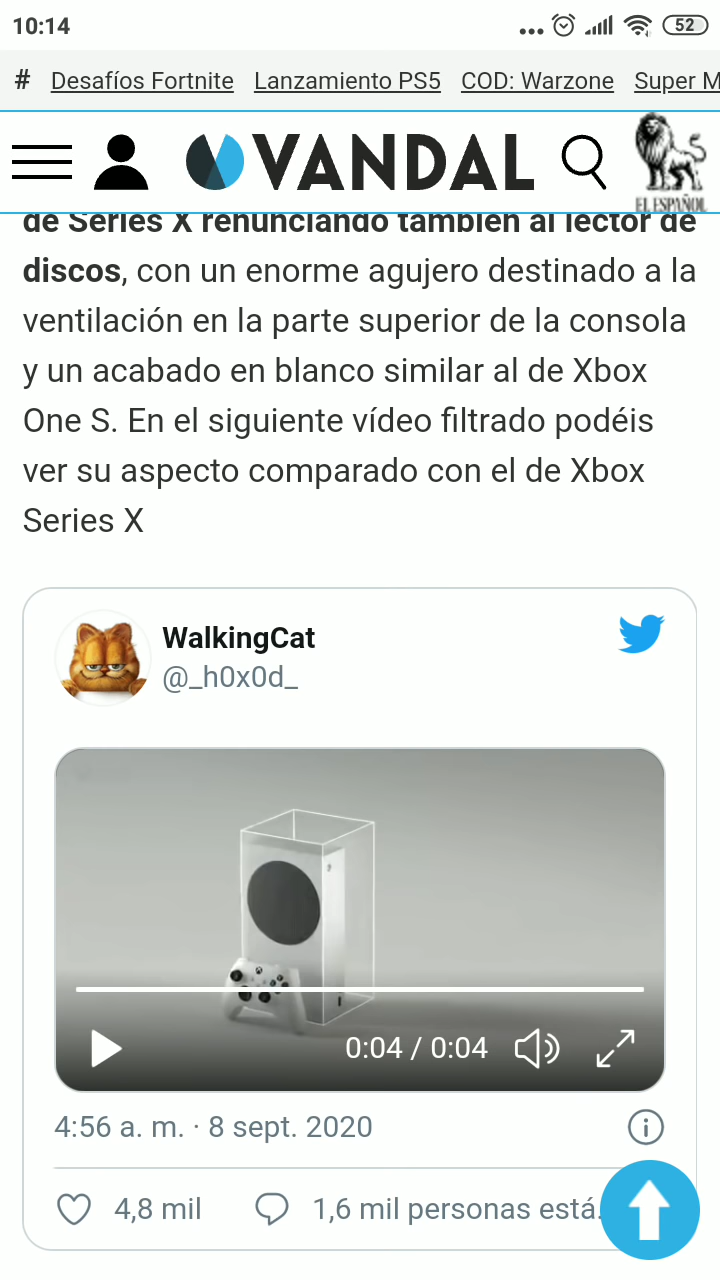 10:14
52
# Desafíos Fortnite Lanzamiento PS5 COD: Warzone Super M
VANDAL
EL ESPAÑOL
de Series X renunciando también al lector de
discos, con un enorme agujero destinado a la
ventilación en la parte superior de la consola
y un acabado en blanco similar al de Xbox
One S. En el siguiente vídeo filtrado podéis
ver su aspecto comparado con el de Xbox
Series X
WalkingCat
@_h0x0d_
0:04 / 0:04
4:56 a. m. · 8 sept. 2020
4,8 mil 1,6 mil personas está.